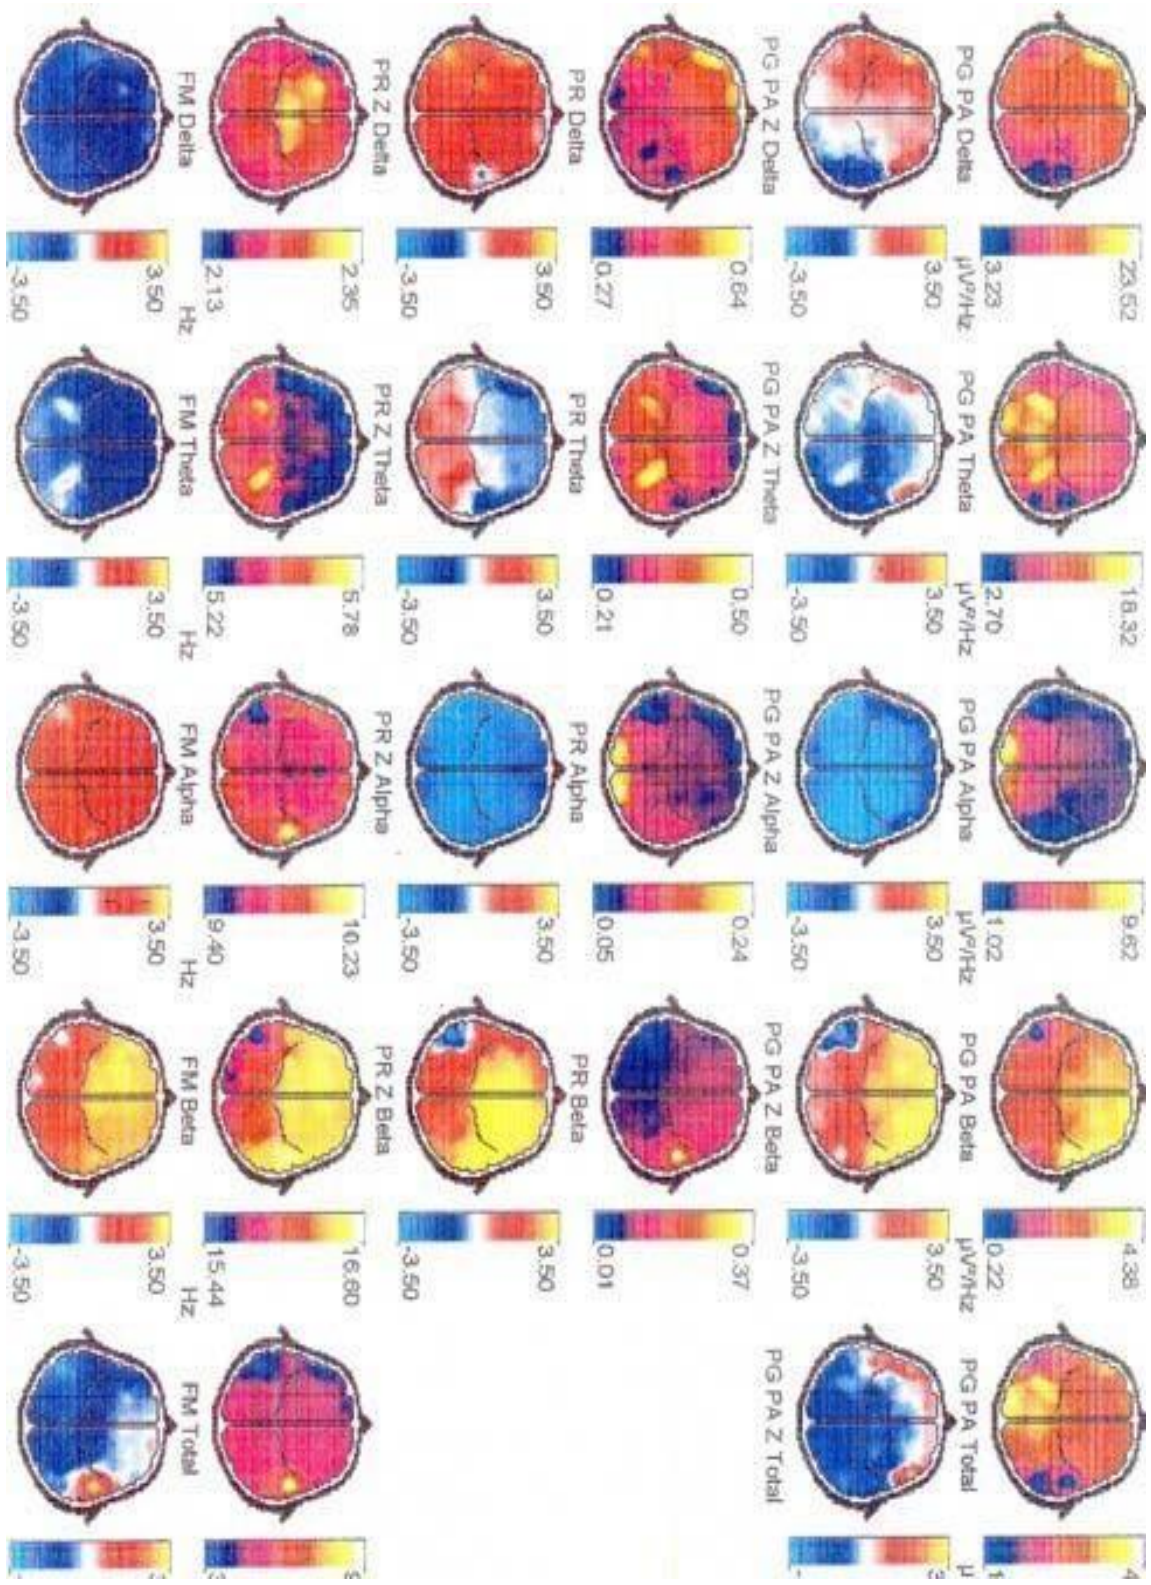 23.52 18.32 9.62 4.38
3.23 2.70 1.02 0.22
PG PA Delta µV²/Hz PG PA Theta µV²/Hz PG PA Alpha µV²/Hz PG PA Beta µV²/Hz PG PA Total
3.50 3.50 3.50 3.50
-3.50 -3.50 -3.50 -3.50
PG PA Z Delta PG PA Z Theta PG PA Z Alpha PG PA Z Beta PG PA Z Total
0.64 0.50 0.24 0.37
0.27 0.21 0.05 0.01
PR Delta PR Theta PR Alpha PR Beta
3.50 3.50 3.50 3.50
-3.50 -3.50 -3.50 -3.50
PR Z Delta PR Z Theta PR Z Alpha PR Z Beta
2.35 5.78 10.23 16.60
2.13 5.22 9.40 15.44
FM Delta Hz FM Theta Hz FM Alpha Hz FM Beta Hz FM Total
3.50 3.50 3.50 3.50
-3.50 -3.50 -3.50 -3.50